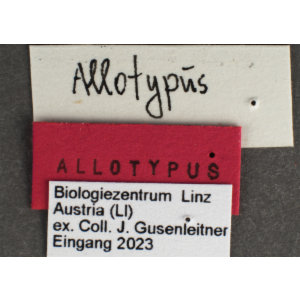 Allotypus
ALLOTYPUS
Biologiezentrum Linz
Austria (LI)
ex. Coll. J. Gusenleitner
Eingang 2023